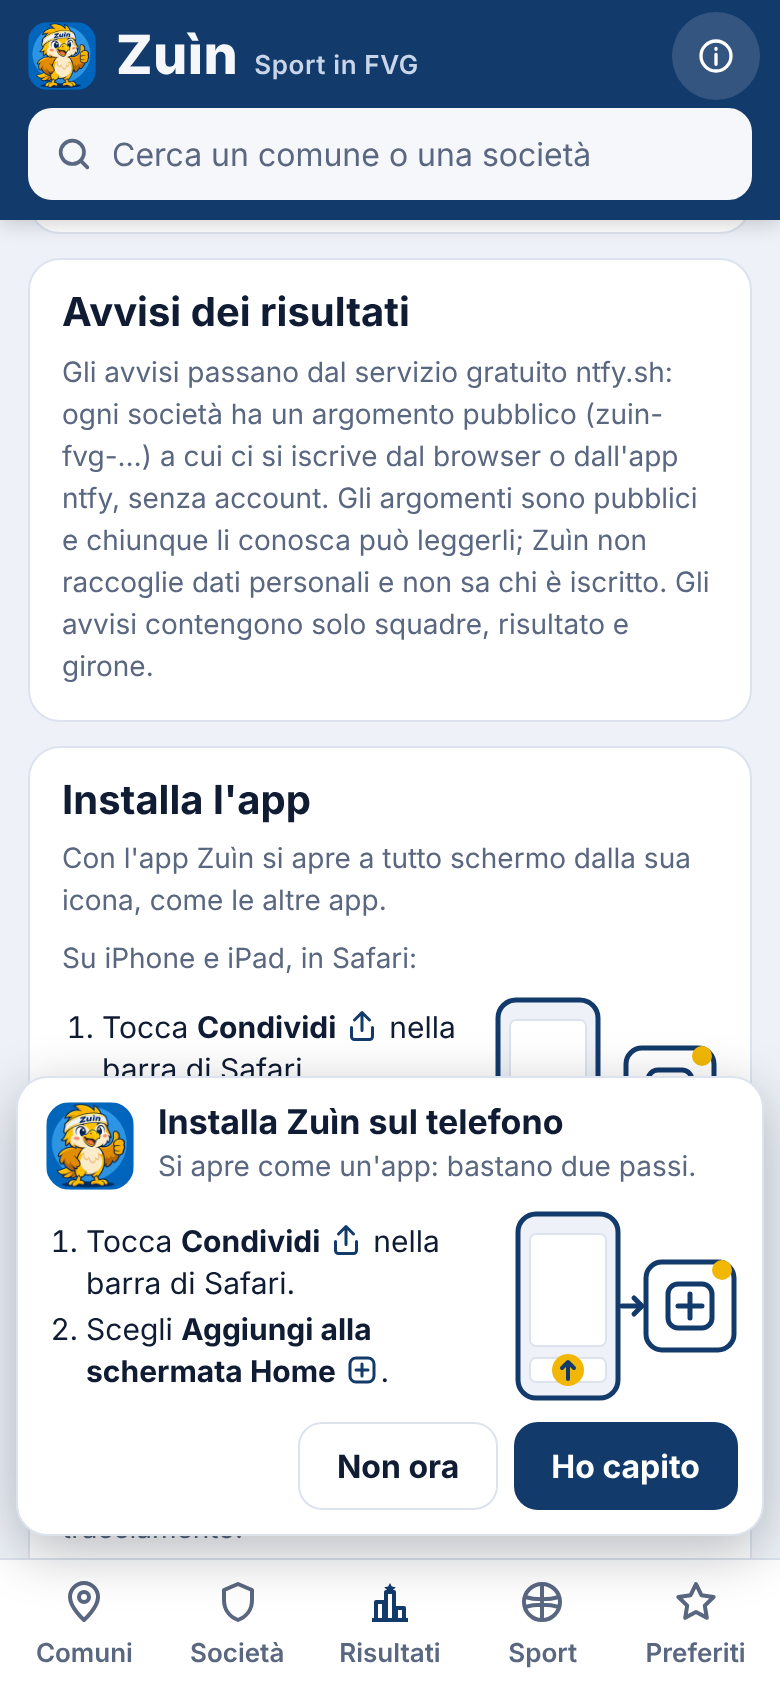 Zuìn Sport in FVG
Cerca un comune o una società
Avvisi dei risultati
Gli avvisi passano dal servizio gratuito ntfy.sh:
ogni società ha un argomento pubblico (zuin-
fvg-...) a cui ci si iscrive dal browser o dall'app
ntfy, senza account. Gli argomenti sono pubblici
e chiunque li conosca può leggerli; Zuìn non
raccoglie dati personali e non sa chi è iscritto. Gli
avvisi contengono solo squadre, risultato e
girone.
Installa l'app
Con l'app Zuìn si apre a tutto schermo dalla sua
icona, come le altre app.
Su iPhone e iPad, in Safari:
1. Tocca Condividi nella
barra di Safari
Zuìn
Installa Zuìn sul telefono
Si apre come un'app: bastano due passi.
1. Tocca Condividi nella
barra di Safari.
2. Scegli Aggiungi alla
schermata Home .
Non ora
Ho capito
Comuni
Società
Risultati
Sport
Preferiti